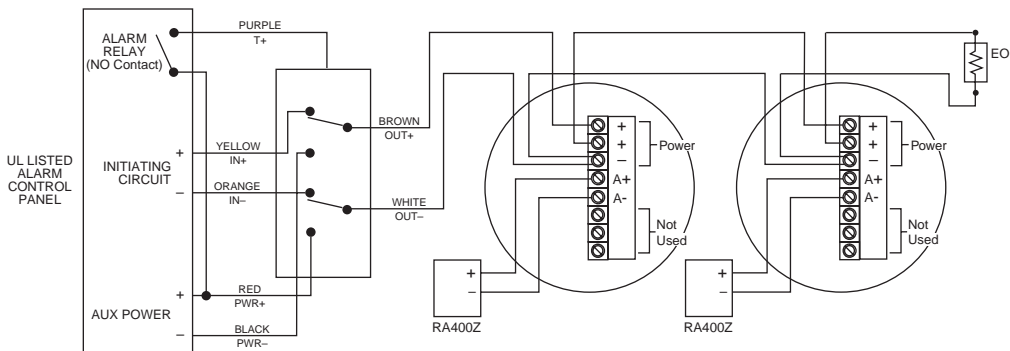 ALARM
RELAY
(NO Contact)
PURPLE
T+
UL LISTED
ALARM
CONTROL
PANEL
INITIATING
CIRCUIT
+
YELLOW
IN+
–
ORANGE
IN–
BROWN
OUT+
WHITE
OUT–
AUX POWER
+
RED
PWR+
–
BLACK
PWR–
+
+
–
Power
A+
A-
Not
Used
+
–
RA400Z
+
+
–
Power
A+
A-
Not
Used
+
–
RA400Z
EO